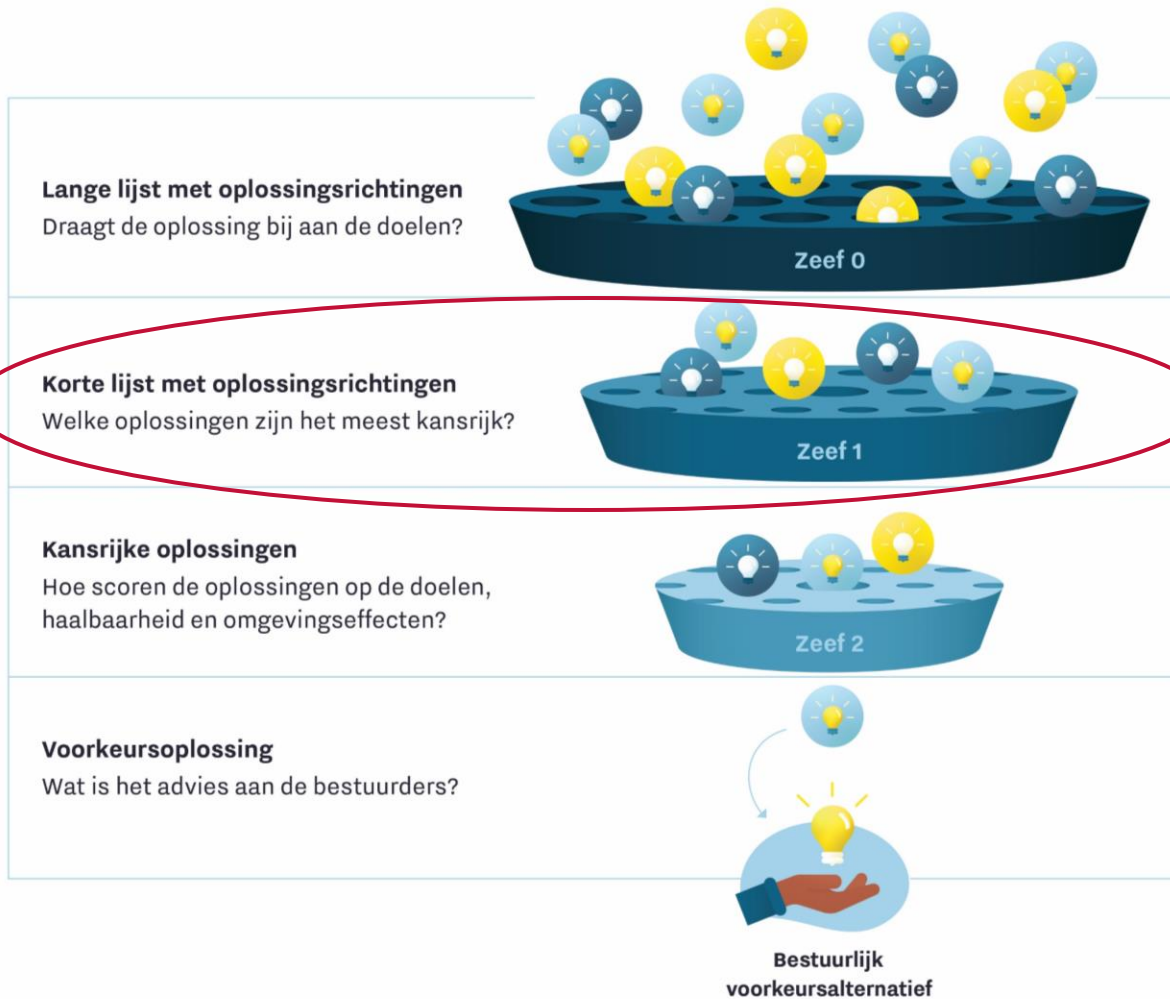 Lange lijst met oplossingsrichtingen
Draagt de oplossing bij aan de doelen?
Zeef 0
Korte lijst met oplossingsrichtingen
Welke oplossingen zijn het meest kansrijk?
Zeef 1
Kansrijke oplossingen
Hoe scoren de oplossingen op de doelen,
haalbaarheid en omgevingseffecten?
Zeef 2
Voorkeursoplossing
Wat is het advies aan de bestuurders?
Bestuurlijk
voorkeursalternatief